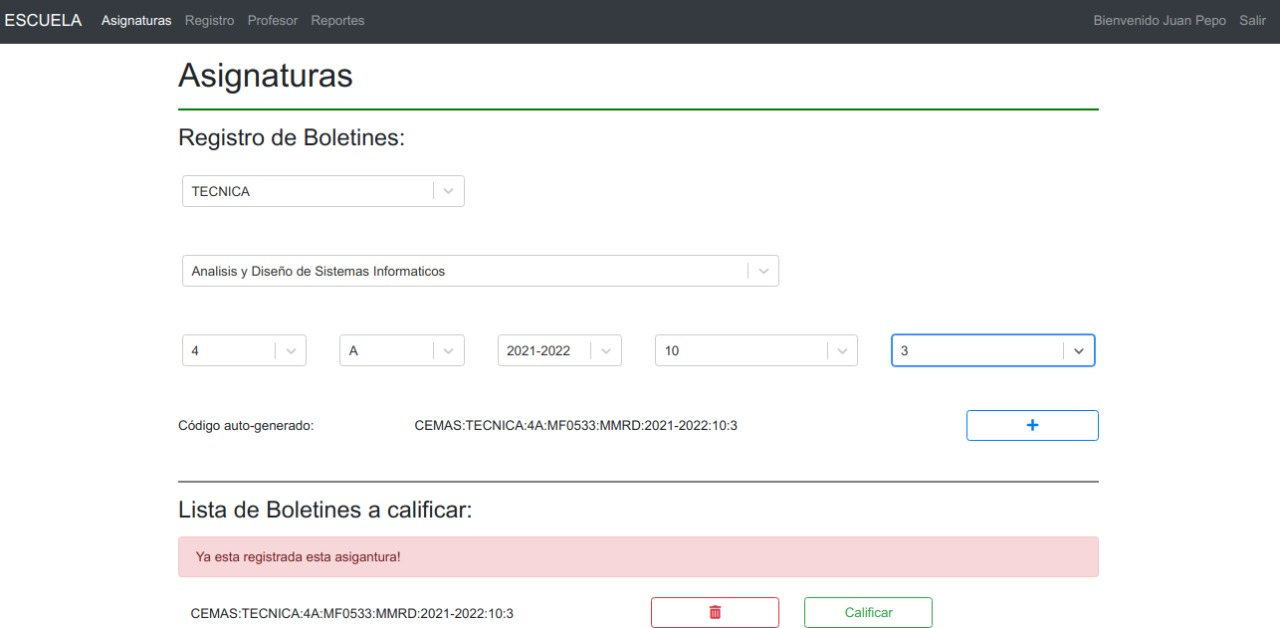 ESCUELA Asignaturas Registro Profesor Reportes Bienvenido Juan Pepo Salir
Asignaturas
Registro de Boletines:
TECNICA
Analisis y Diseño de Sistemas Informaticos
4 A 2021-2022 10 3
Código auto-generado: CEMAS:TECNICA:4A:MF0533:MMRD:2021-2022:10:3 +
Lista de Boletines a calificar:
Ya esta registrada esta asigantura!
CEMAS:TECNICA:4A:MF0533:MMRD:2021-2022:10:3 Calificar